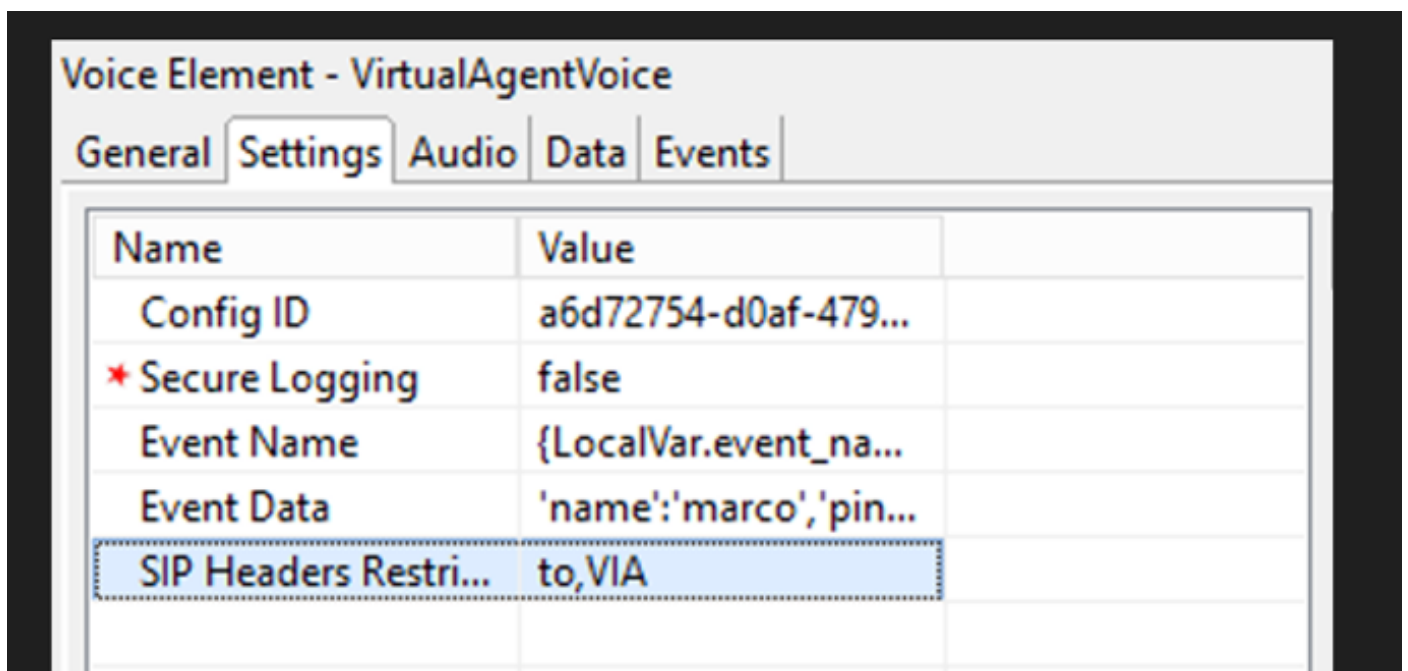 Voice Element - VirtualAgentVoice
General Settings Audio Data Events
Name Value
Config ID a6d72754-d0af-479...
* Secure Logging false
Event Name {LocalVar.event_na...
Event Data 'name':'marco','pin...
SIP Headers Restri... to,VIA